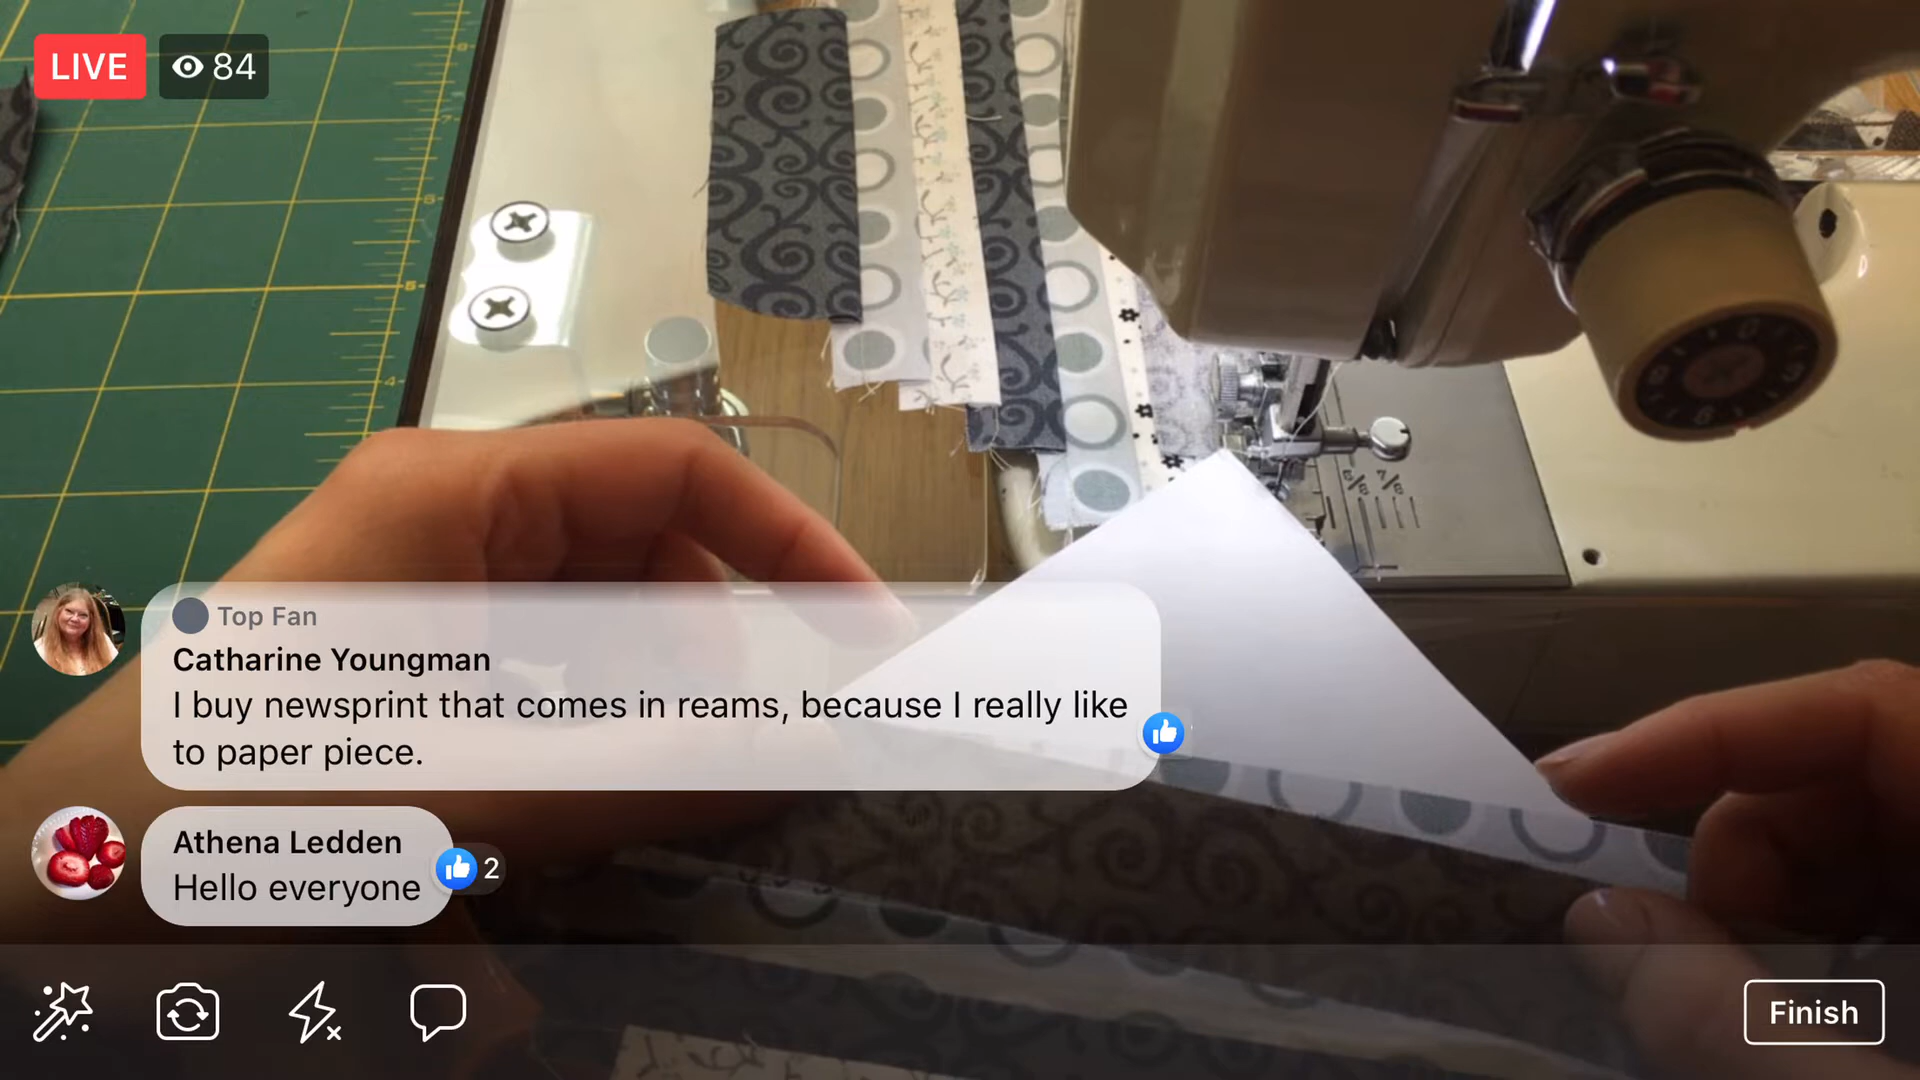 LIVE
84
Top Fan
Catharine Youngman
I buy newsprint that comes in reams, because I really like
to paper piece.
Athena Ledden
Hello everyone
2
Finish